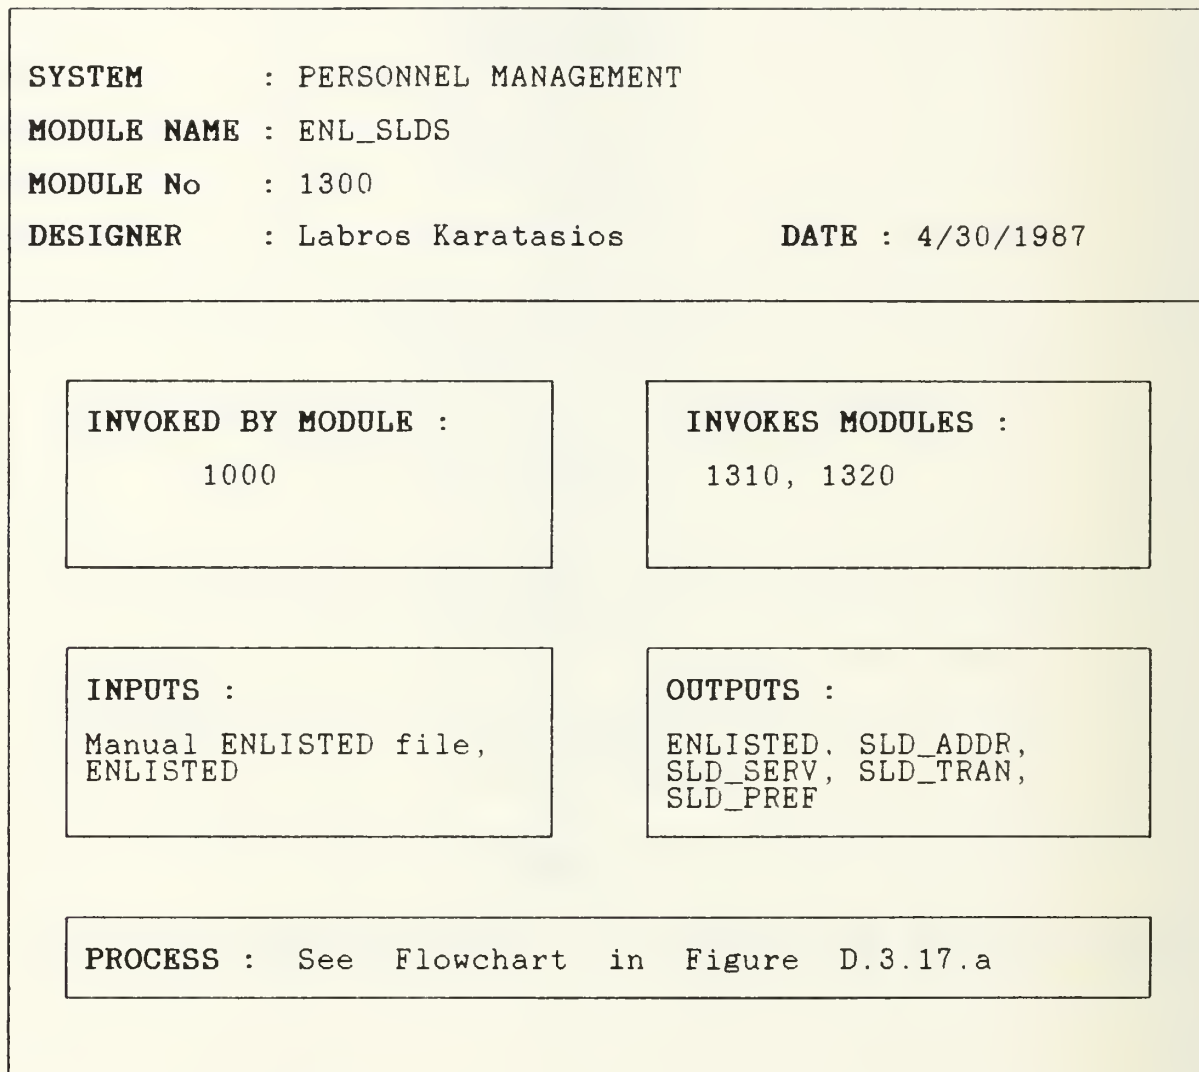 SYSTEM : PERSONNEL MANAGEMENT
MODULE NAME : ENL_SLDS
MODULE No : 1300
DESIGNER : Labros Karatasios DATE : 4/30/1987
INVOKED BY MODULE :
1000
INVOKES MODULES :
1310, 1320
INPUTS :
Manual ENLISTED file,
ENLISTED
OUTPUTS :
ENLISTED. SLD_ADDR,
SLD_SERV, SLD_TRAN,
SLD_PREF
PROCESS : See Flowchart in Figure D.3.17.a